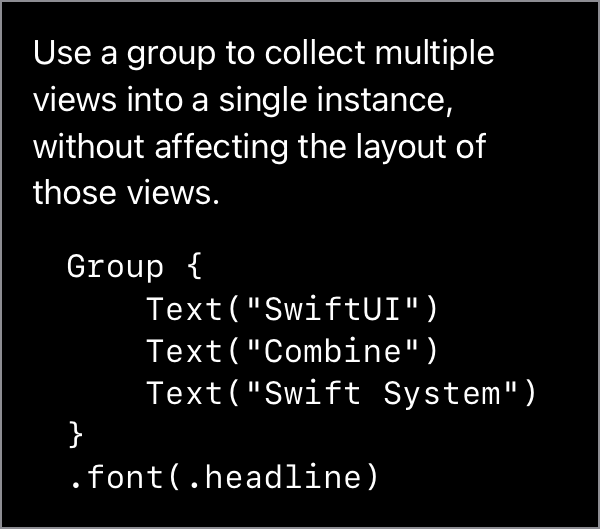 Use a group to collect multiple
views into a single instance,
without affecting the layout of
those views.
Group {
    Text("SwiftUI")
    Text("Combine")
    Text("Swift System")
}
.font(.headline)